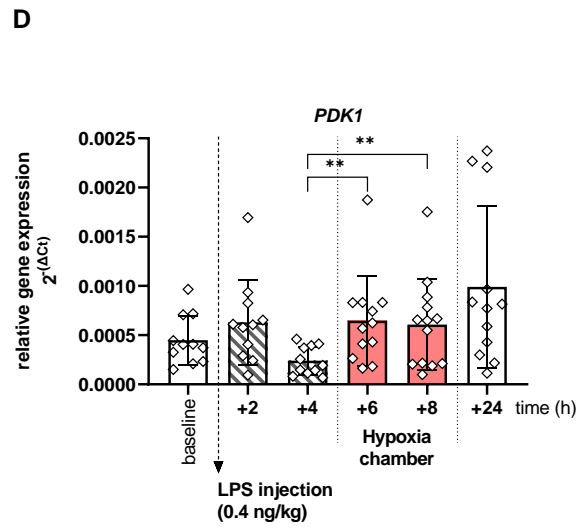 D
PDK1
relative gene expression
2^-(ΔCt)
0.0025
0.0020
0.0015
0.0010
0.0005
0.0000
**
**
baseline
+2
+4
+6
+8
+24
time (h)
Hypoxia
chamber
LPS injection
(0.4 ng/kg)